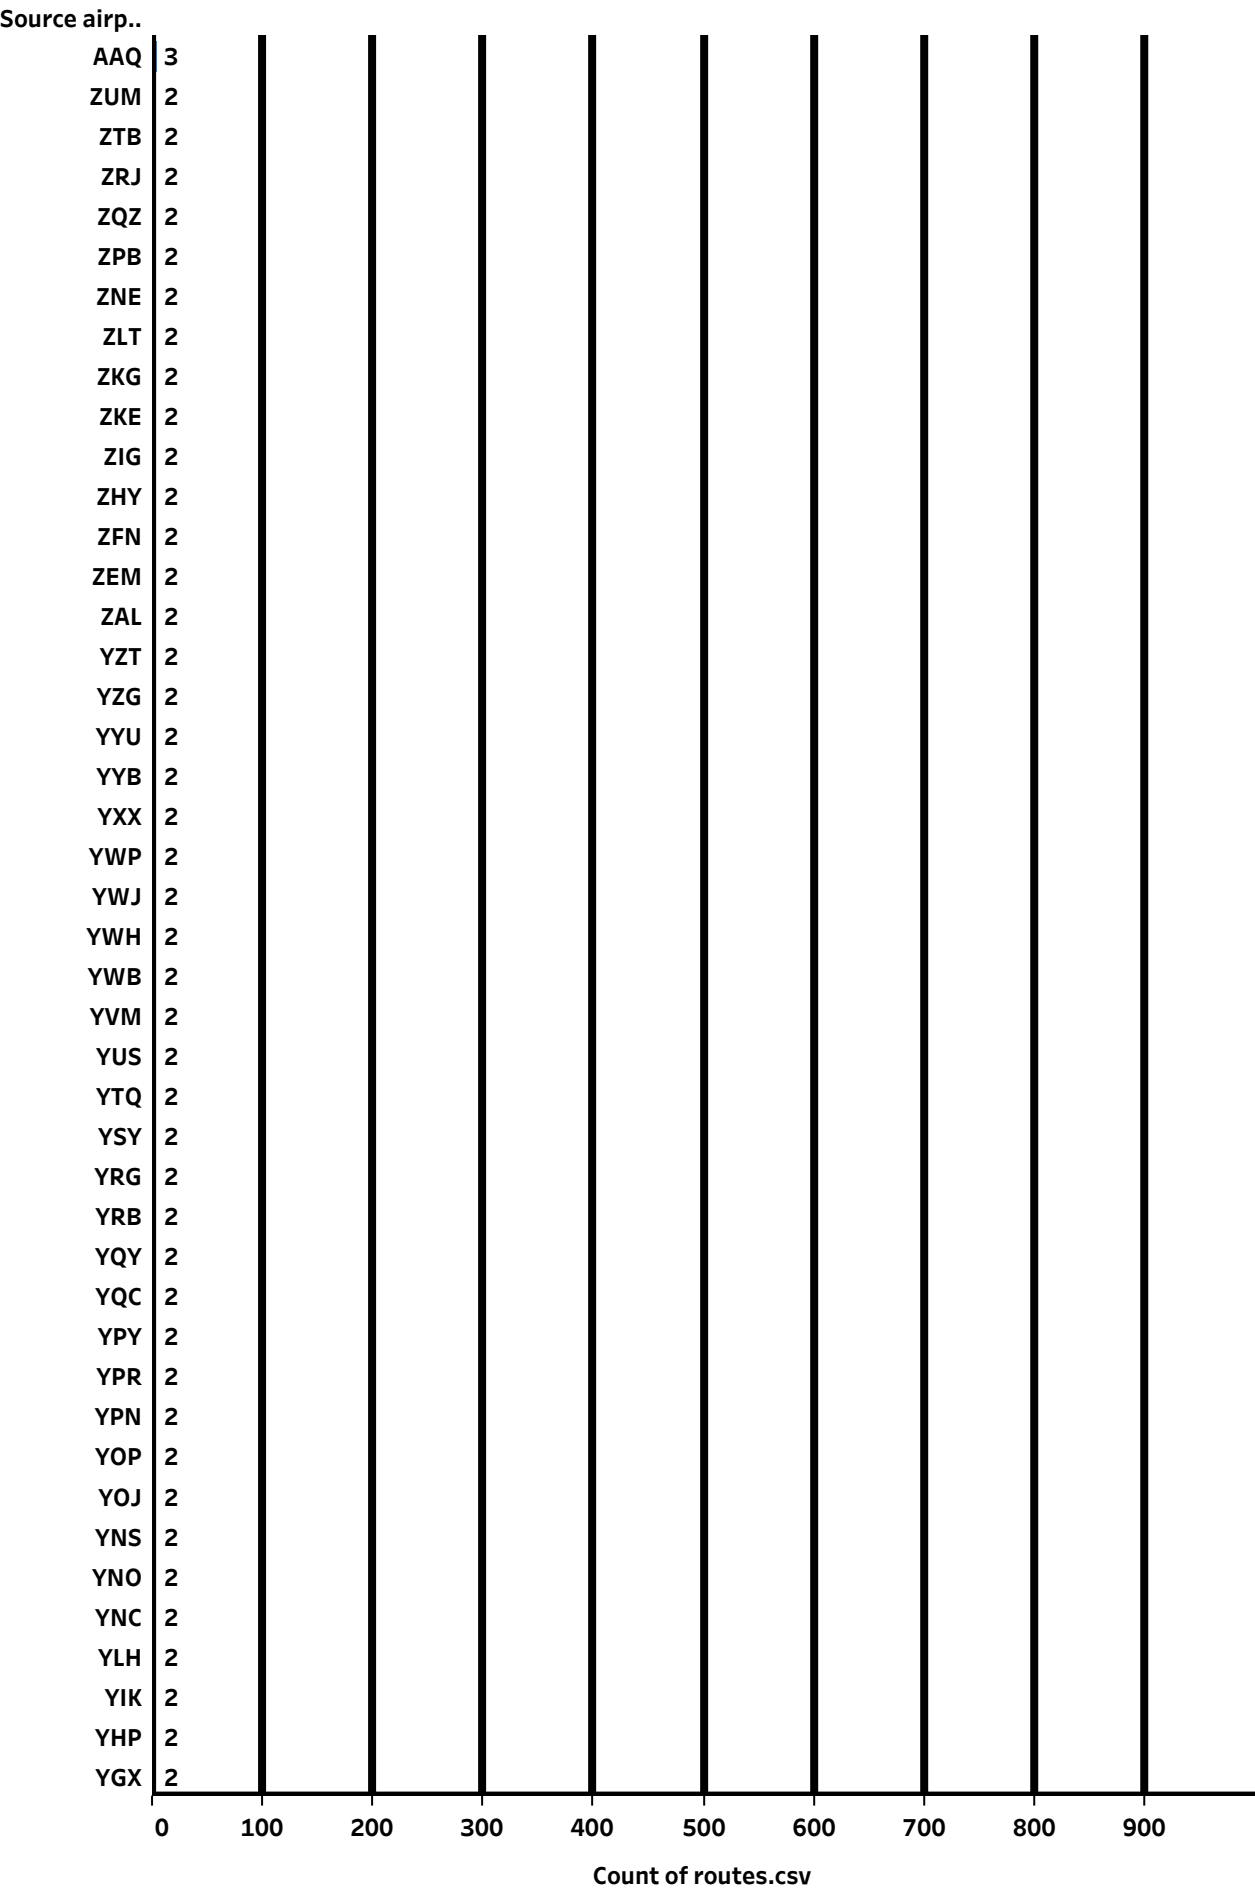 Source airp..
AAQ 3
ZUM 2
ZTB 2
ZRJ 2
ZQZ 2
ZPB 2
ZNE 2
ZLT 2
ZKG 2
ZKE 2
ZIG 2
ZHY 2
ZFN 2
ZEM 2
ZAL 2
YZT 2
YZG 2
YYU 2
YYB 2
YXX 2
YWP 2
YWJ 2
YWH 2
YWB 2
YVM 2
YUS 2
YTQ 2
YSY 2
YRG 2
YRB 2
YQY 2
YQC 2
YPY 2
YPR 2
YPN 2
YOP 2
YOJ 2
YNS 2
YNO 2
YNC 2
YLH 2
YIK 2
YHP 2
YGX 2
0 100 200 300 400 500 600 700 800 900
Count of routes.csv